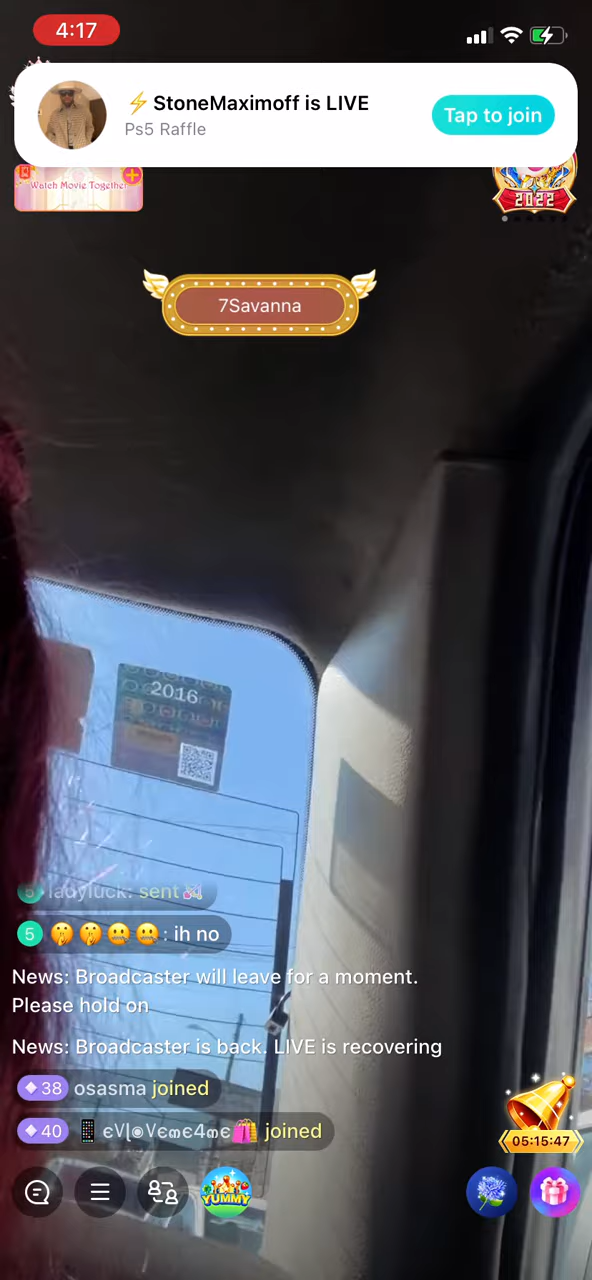 4:17
⚡StoneMaximoff is LIVE
Ps5 Raffle
Tap to join
Watch Movie Together
2022
7Savanna
2016
5 ladyluck: sent
5 🤫🤫🤐🤐: ih no
News: Broadcaster will leave for a moment.
Please hold on
News: Broadcaster is back. LIVE is recovering
38 osasma joined
40 📱 joined
05:15:47
YUMMY